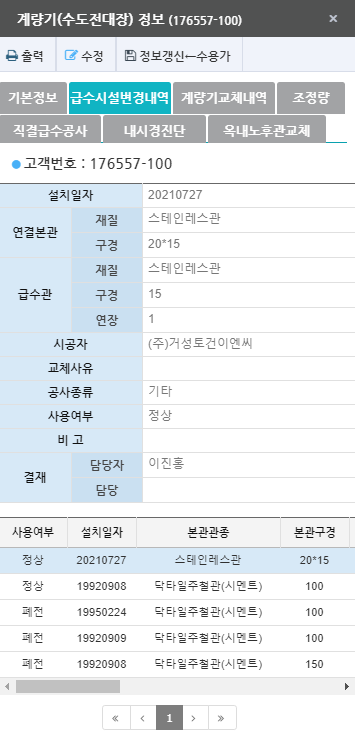 계량기(수도전대장) 정보 (176557-100) ×
출력 수정 정보갱신←수용가
기본정보 급수시설변경내역 계량기교체내역 조정량
직결급수공사 내시경진단 옥내노후관교체
고객번호 : 176557-100
설치일자 20210727
연결본관 재질 스테인레스관
구경 20*15
급수관 재질 스테인레스관
구경 15
연장 1
시공자 (주)거성토건이엔씨
교체사유
공사종류 기타
사용여부 정상
비 고
결재 담당자 이진홍
담당
사용여부 설치일자 본관관종 본관구경
정상 20210727 스테인레스관 20*15
정상 19920908 닥타일주철관(시멘트) 100
폐전 19950224 닥타일주철관(시멘트) 100
폐전 19920909 닥타일주철관(시멘트) 100
폐전 19920908 닥타일주철관(시멘트) 150
« ‹ 1 › »